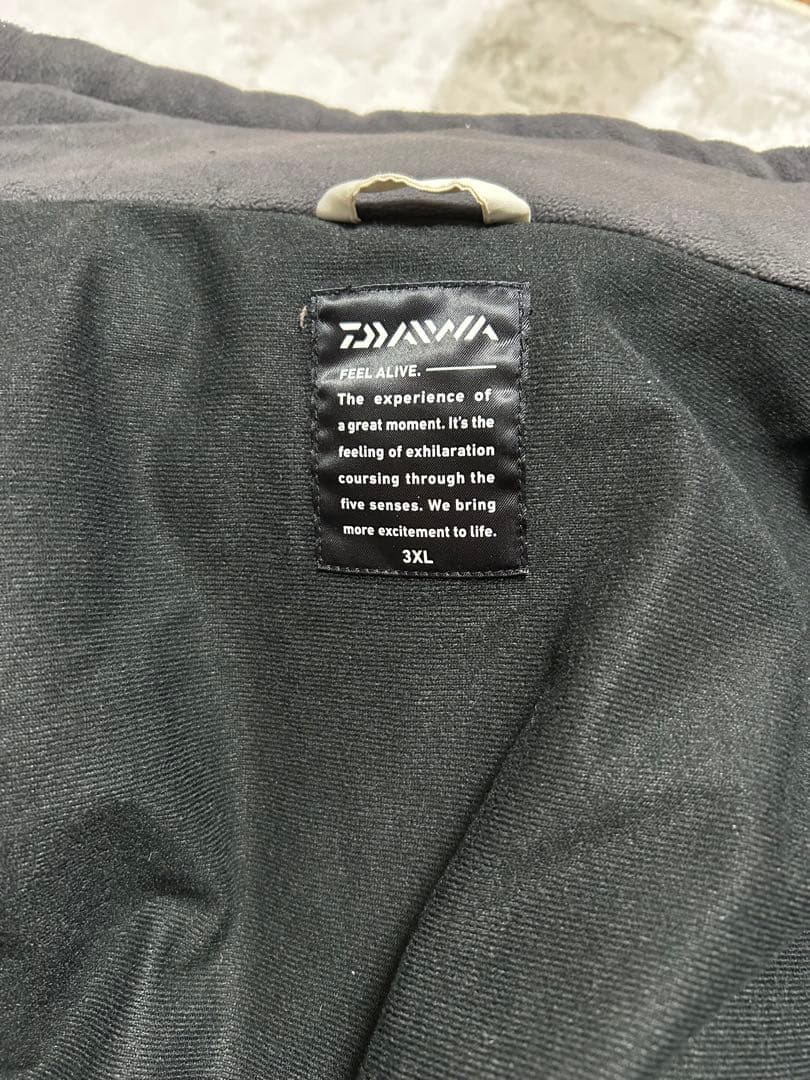 DAIWA
FEEL ALIVE.
The experience of
a great moment. It's the
feeling of exhilaration
coursing through the
five senses. We bring
more excitement to life.
3XL